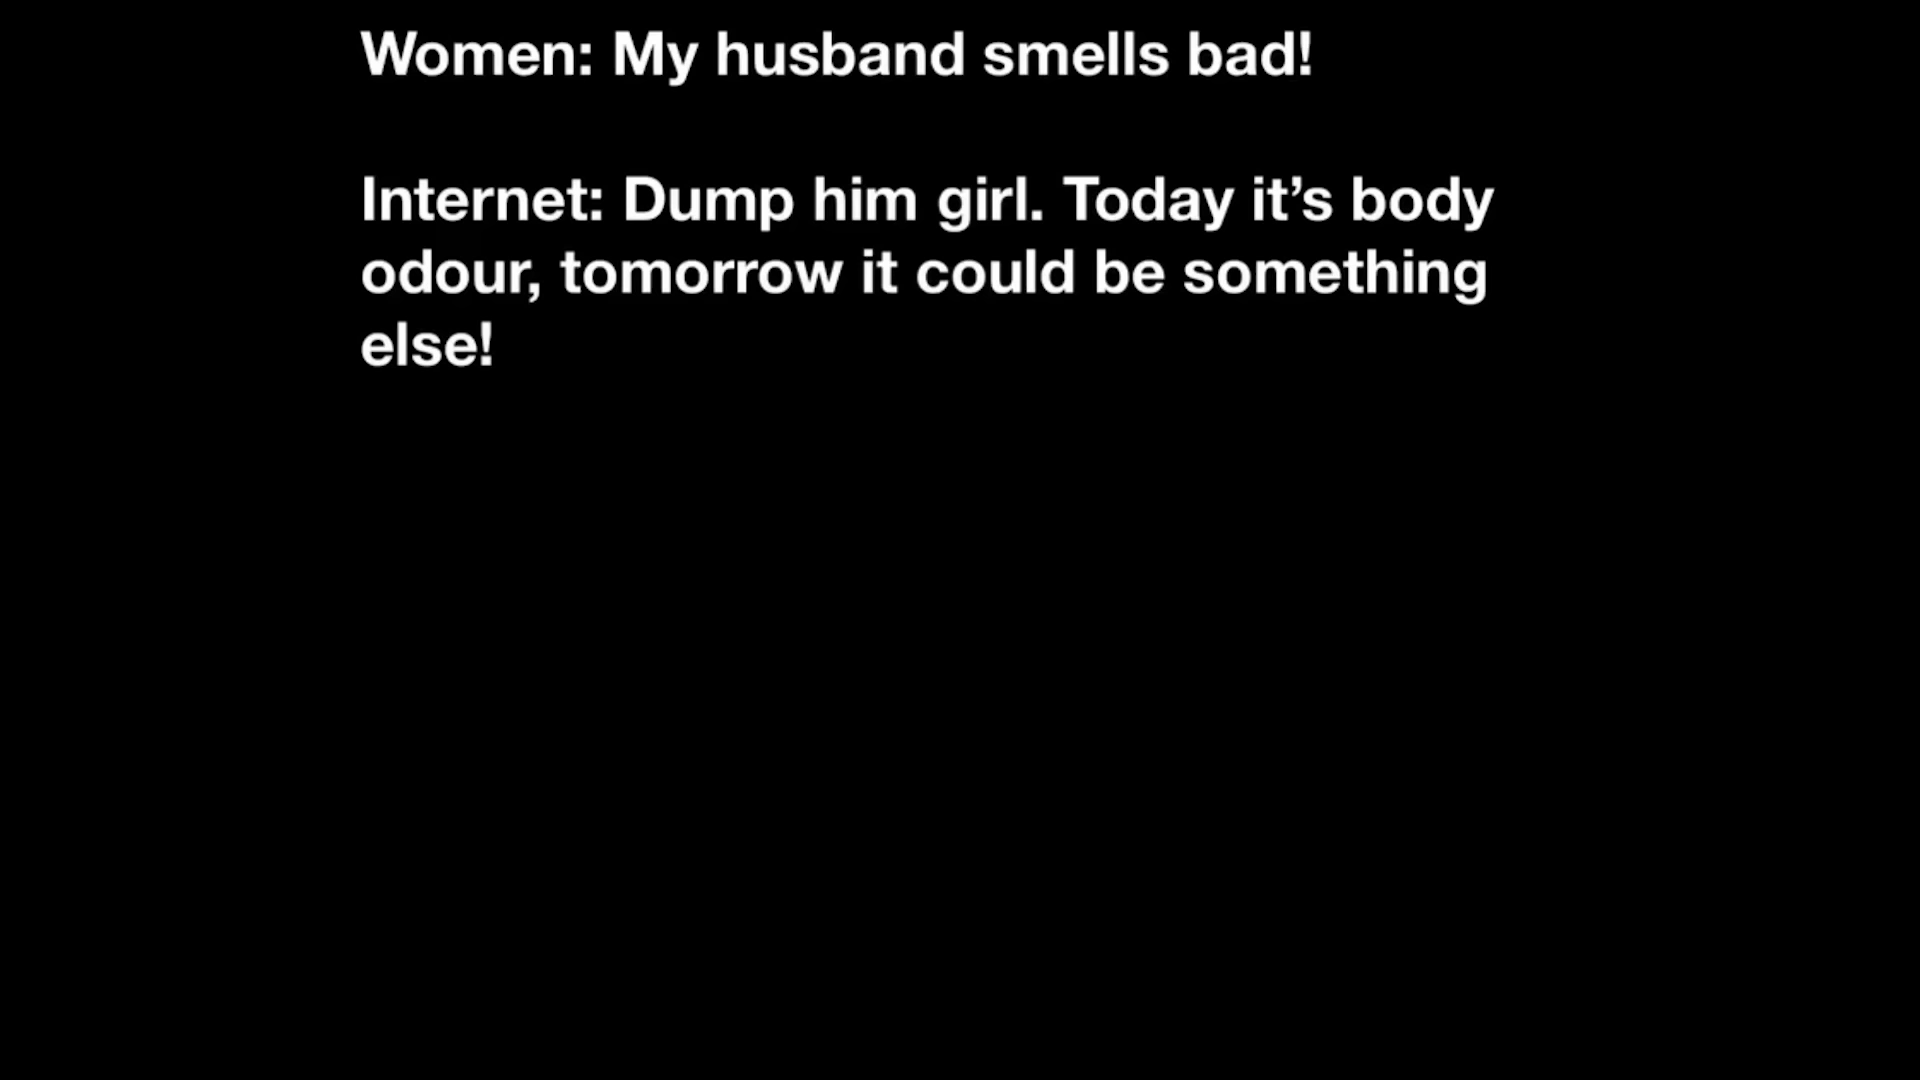 Women: My husband smells bad!
Internet: Dump him girl. Today it’s body
odour, tomorrow it could be something
else!